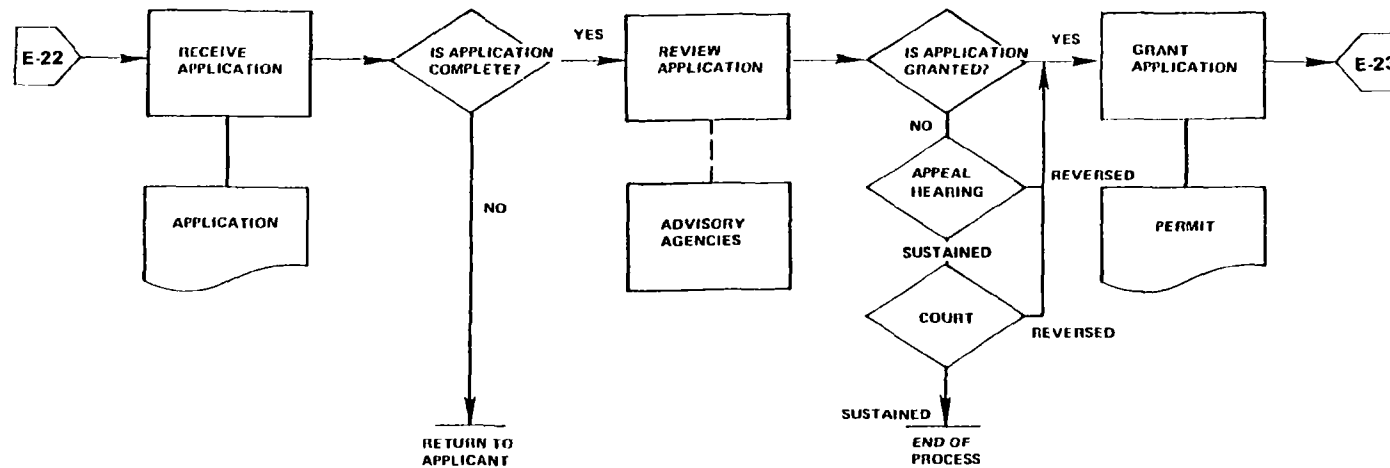 E-22
RECEIVE
APPLICATION
IS APPLICATION
COMPLETE?
YES
REVIEW
APPLICATION
IS APPLICATION
GRANTED?
YES
GRANT
APPLICATION
E-23
APPLICATION
NO
ADVISORY
AGENCIES
NO
APPEAL
HEARING
REVERSED
PERMIT
SUSTAINED
COURT
REVERSED
SUSTAINED
RETURN TO
APPLICANT
END OF
PROCESS